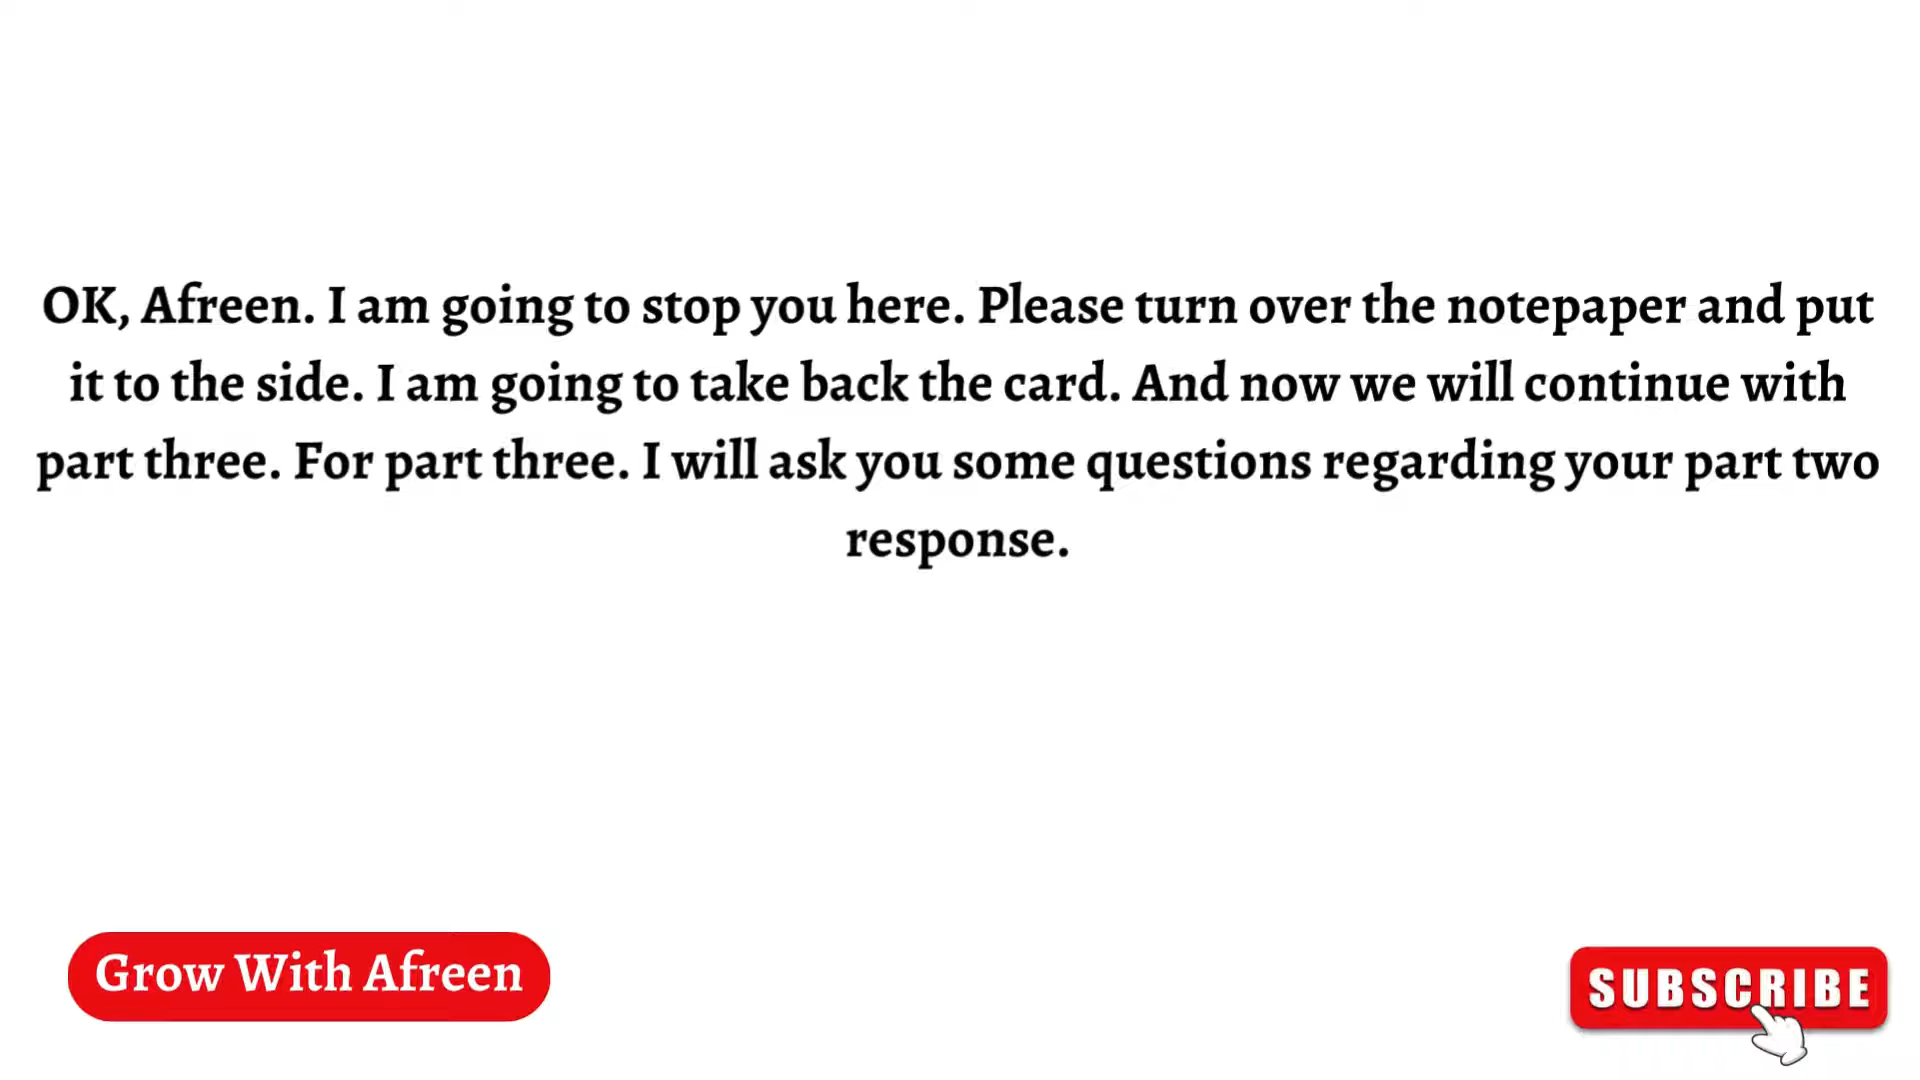 OK, Afreen. I am going to stop you here. Please turn over the notepaper and put
it to the side. I am going to take back the card. And now we will continue with
part three. For part three. I will ask you some questions regarding your part two
response.
Grow With Afreen
SUBSCRIBE